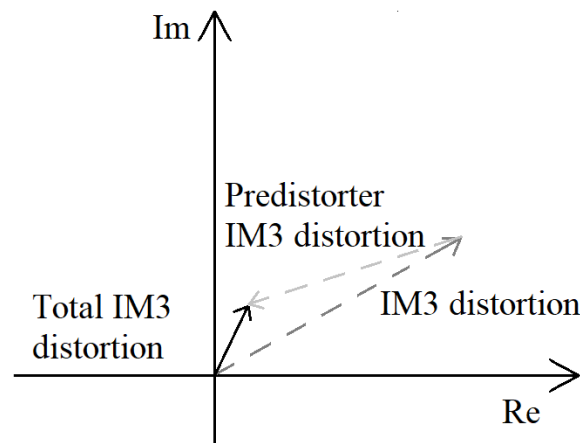 Im
Predistorter
IM3 distortion
Total IM3
distortion
IM3 distortion
Re